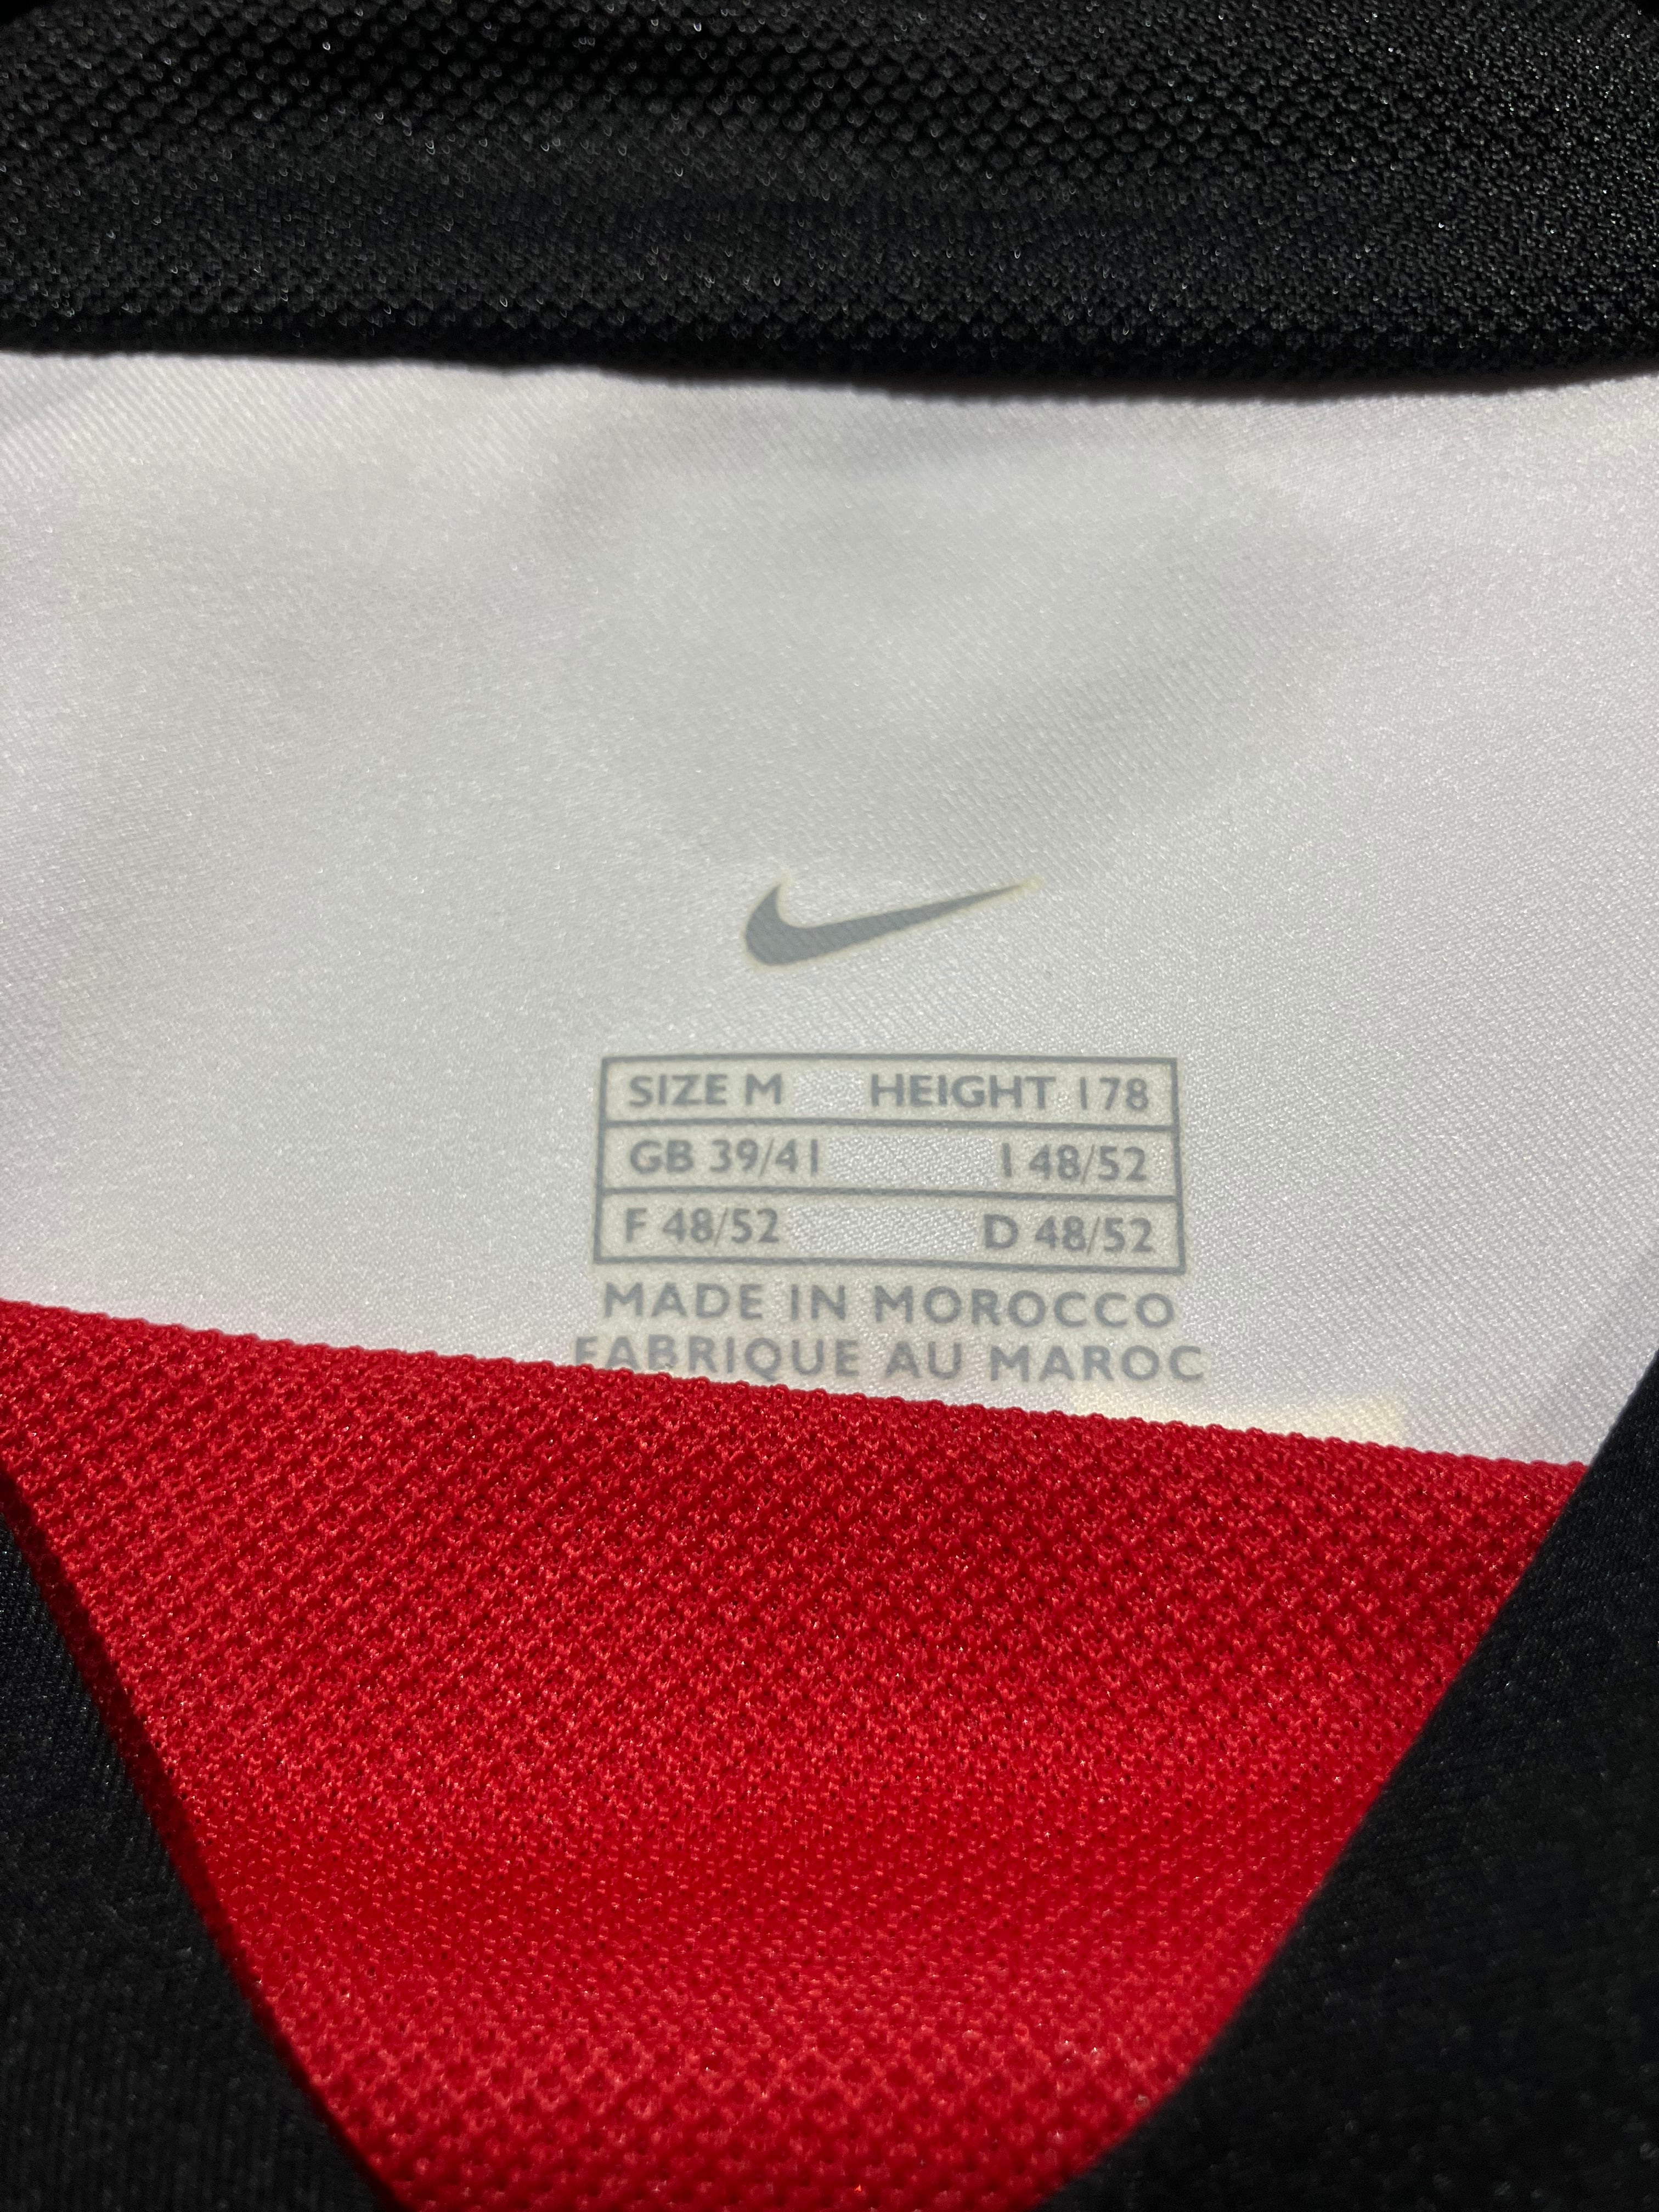 SIZE M HEIGHT 178
GB 39/41 I 48/52
F 48/52 D 48/52
MADE IN MOROCCO
FABRIQUE AU MAROC